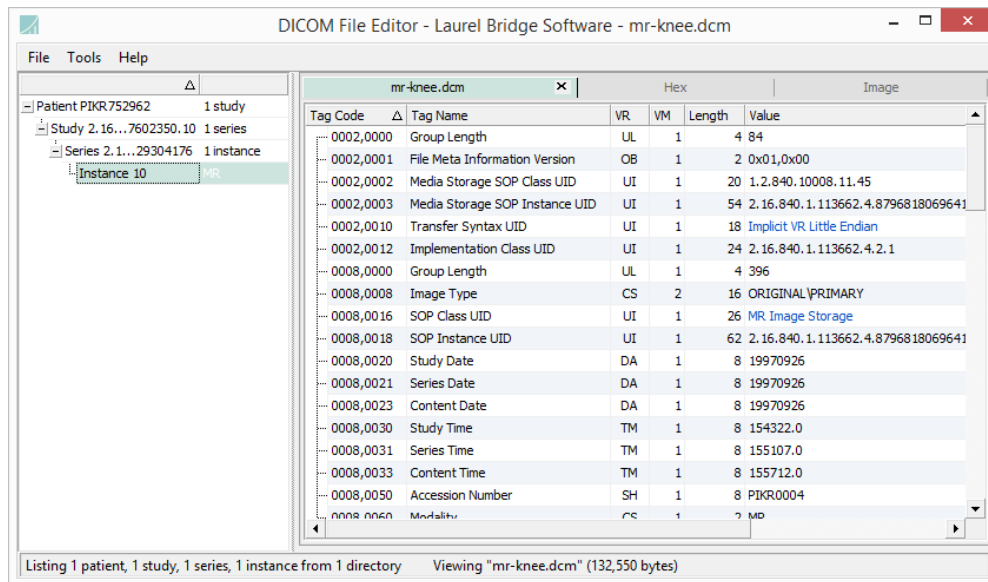 DICOM File Editor - Laurel Bridge Software - mr-knee.dcm
File Tools Help
Patient PIKR752962 1 study
Study 2.16...7602350.10 1 series
Series 2.1...29304176 1 instance
Instance 10 MR
mr-knee.dcm Hex Image
Tag Code Tag Name VR VM Length Value
0002,0000 Group Length UL 1 4 84
0002,0001 File Meta Information Version OB 1 2 0x01,0x00
0002,0002 Media Storage SOP Class UID UI 1 20 1.2.840.10008.11.45
0002,0003 Media Storage SOP Instance UID UI 1 54 2.16.840.1.113662.4.8796818069641
0002,0010 Transfer Syntax UID UI 1 18 Implicit VR Little Endian
0002,0012 Implementation Class UID UI 1 24 2.16.840.1.113662.4.2.1
0008,0000 Group Length UL 1 4 396
0008,0008 Image Type CS 2 16 ORIGINAL\PRIMARY
0008,0016 SOP Class UID UI 1 26 MR Image Storage
0008,0018 SOP Instance UID UI 1 62 2.16.840.1.113662.4.8796818069641
0008,0020 Study Date DA 1 8 19970926
0008,0021 Series Date DA 1 8 19970926
0008,0023 Content Date DA 1 8 19970926
0008,0030 Study Time TM 1 8 154322.0
0008,0031 Series Time TM 1 8 155107.0
0008,0033 Content Time TM 1 8 155712.0
0008,0050 Accession Number SH 1 8 PIKR0004
0008,0060 Modality CS 1 2 MR
Listing 1 patient, 1 study, 1 series, 1 instance from 1 directory Viewing "mr-knee.dcm" (132,550 bytes)